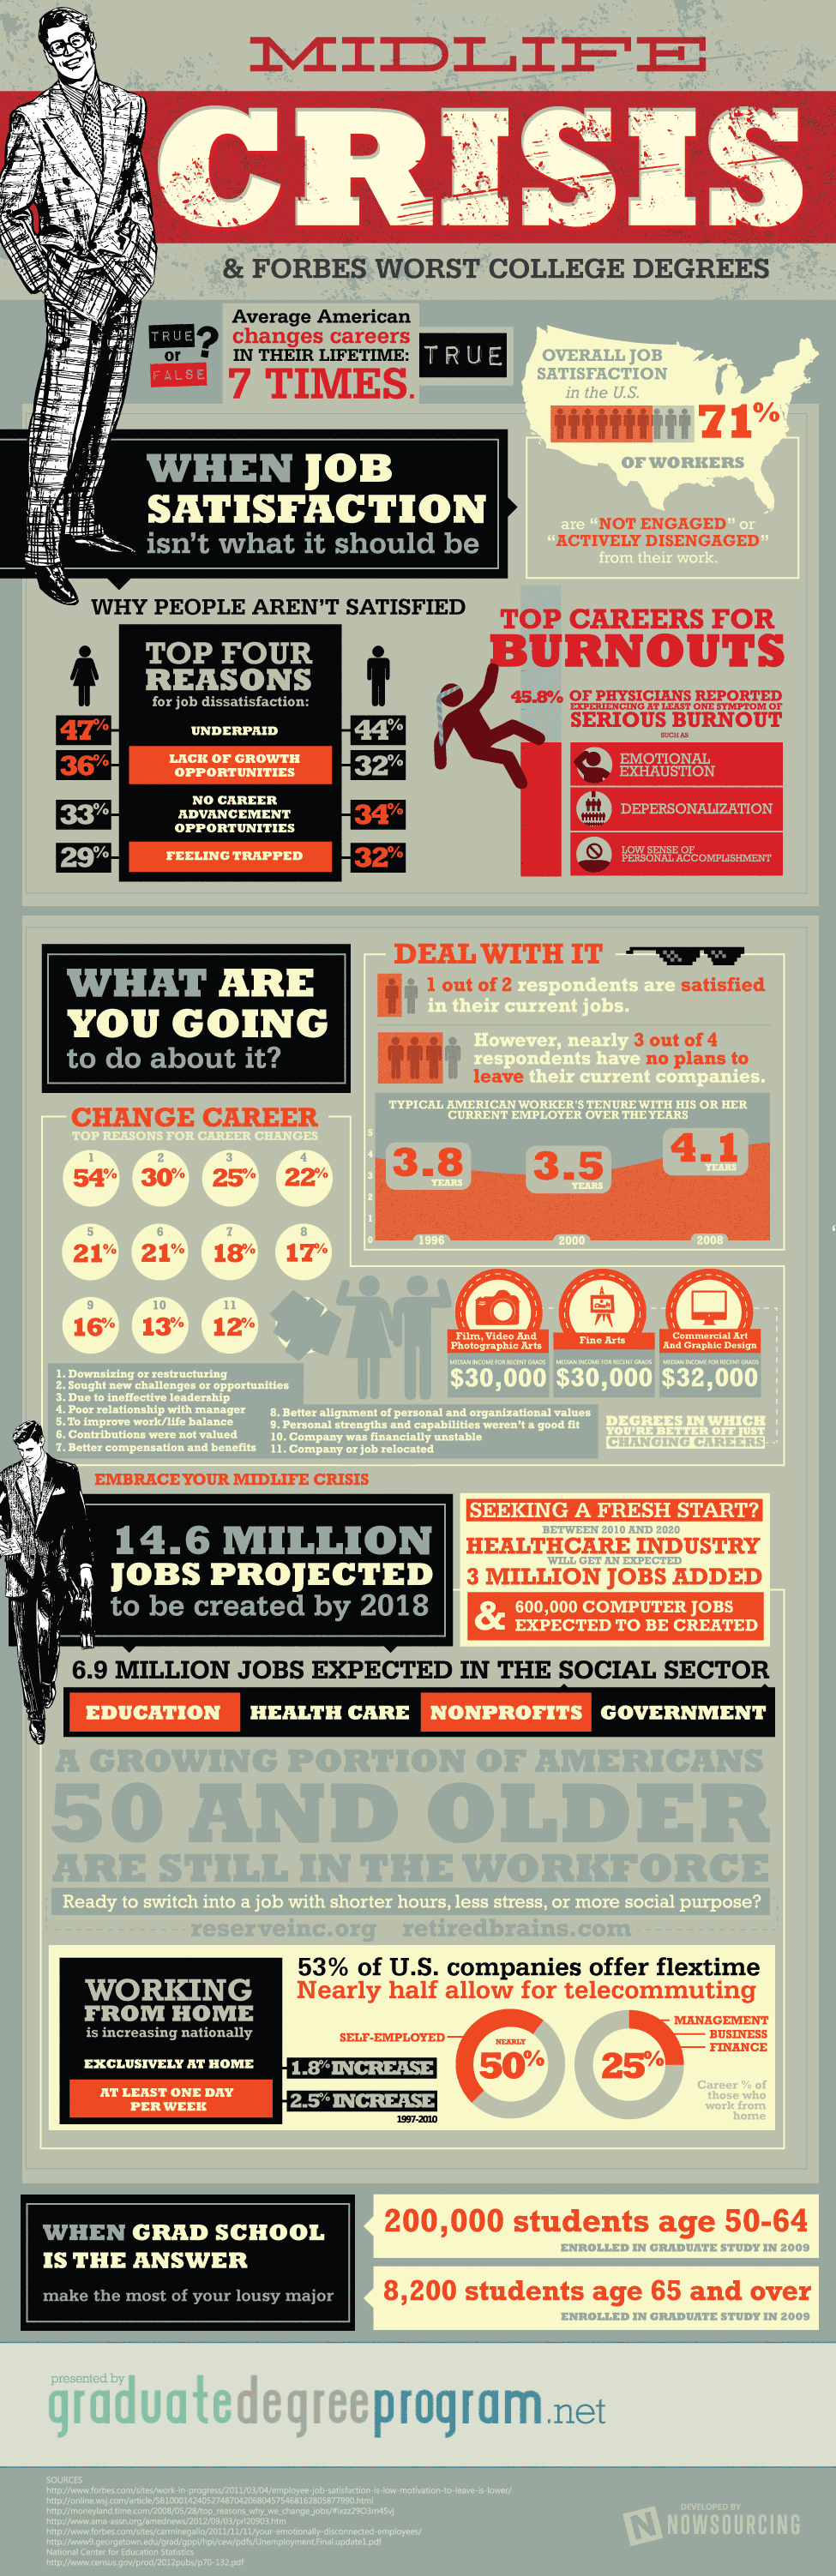 MIDLIFE
CRISIS
& FORBES WORST COLLEGE DEGREES
TRUE
or
FALSE
?
Average American
changes careers
IN THEIR LIFETIME:
7 TIMES.
TRUE
OVERALL JOB
SATISFACTION
in the U.S.
71%
OF WORKERS
are "NOT ENGAGED" or
"ACTIVELY DISENGAGED"
from their work.
WHEN JOB
SATISFACTION
isn't what it should be
WHY PEOPLE AREN'T SATISFIED
TOP FOUR
REASONS
for job dissatisfaction:
47% UNDERPAID 44%
36% LACK OF GROWTH
OPPORTUNITIES 32%
33% NO CAREER
ADVANCEMENT
OPPORTUNITIES 34%
29% FEELING TRAPPED 32%
TOP CAREERS FOR
BURNOUTS
45.8% OF PHYSICIANS REPORTED
EXPERIENCING AT LEAST ONE SYMPTOM OF
SERIOUS BURNOUT
SUCH AS
EMOTIONAL
EXHAUSTION
DEPERSONALIZATION
LOW SENSE OF
PERSONAL ACCOMPLISHMENT
WHAT ARE
YOU GOING
to do about it?
DEAL WITH IT
1 out of 2 respondents are satisfied
in their current jobs.
However, nearly 3 out of 4
respondents have no plans to
leave their current companies.
TYPICAL AMERICAN WORKER'S TENURE WITH HIS OR HER
CURRENT EMPLOYER OVER THE YEARS
5
4
3
2
1
0
3.8
YEARS
3.5
YEARS
4.1
YEARS
1996
2000
2008
CHANGE CAREER
TOP REASONS FOR CAREER CHANGES
1
54%
2
30%
3
25%
4
22%
5
21%
6
21%
7
18%
8
17%
9
16%
10
13%
11
12%
1. Downsizing or restructuring
2. Sought new challenges or opportunities
3. Due to ineffective leadership
4. Poor relationship with manager
5. To improve work/life balance
6. Contributions were not valued
7. Better compensation and benefits
8. Better alignment of personal and organizational values
9. Personal strengths and capabilities weren't a good fit
10. Company was financially unstable
11. Company or job relocated
Film, Video And
Photographic Arts
MEDIAN INCOME FOR RECENT GRADS
$30,000
Fine Arts
MEDIAN INCOME FOR RECENT GRADS
$30,000
Commercial Art
And Graphic Design
MEDIAN INCOME FOR RECENT GRADS
$32,000
DEGREES IN WHICH
YOU'RE BETTER OFF JUST
CHANGING CAREERS
EMBRACE YOUR MIDLIFE CRISIS
14.6 MILLION
JOBS PROJECTED
to be created by 2018
SEEKING A FRESH START?
BETWEEN 2010 AND 2020
HEALTHCARE INDUSTRY
WILL GET AN EXPECTED
3 MILLION JOBS ADDED
& 600,000 COMPUTER JOBS
EXPECTED TO BE CREATED
6.9 MILLION JOBS EXPECTED IN THE SOCIAL SECTOR
EDUCATION HEALTH CARE NONPROFITS GOVERNMENT
A GROWING PORTION OF AMERICANS
50 AND OLDER
ARE STILL IN THE WORKFORCE
Ready to switch into a job with shorter hours, less stress, or more social purpose?
reserveinc.org retiredbrains.com
WORKING
FROM HOME
is increasing nationally
EXCLUSIVELY AT HOME
1.8% INCREASE
AT LEAST ONE DAY
PER WEEK
2.5% INCREASE
1997-2010
53% of U.S. companies offer flextime
Nearly half allow for telecommuting
SELF-EMPLOYED
NEARLY
50%
25%
MANAGEMENT
BUSINESS
FINANCE
Career % of
those who
work from
home
WHEN GRAD SCHOOL
IS THE ANSWER
make the most of your lousy major
200,000 students age 50-64
ENROLLED IN GRADUATE STUDY IN 2009
8,200 students age 65 and over
ENROLLED IN GRADUATE STUDY IN 2009
presented by
graduatedegreeprogram.net
SOURCES
http://www.forbes.com/sites/work-in-progress/2011/03/04/employee-job-satisfaction-is-low-motivation-to-leave-is-lower/
http://online.wsj.com/article/SB10001424052748704206804575468162805877990.html
http://moneyland.time.com/2008/05/28/top_reasons_why_we_change_jobs/#ixzz29O3m4Svj
http://www.ama-assn.org/amednews/2012/09/03/prl20903.htm
http://www.forbes.com/sites/carminegallo/2011/11/11/your-emotionally-disconnected-employees/
http://www9.georgetown.edu/grad/gppi/hpi/cew/pdfs/Unemployment.Final.update1.pdf
National Center for Education Statistics
http://www.census.gov/prod/2012pubs/p70-132.pdf
DEVELOPED BY
N NOWSOURCING